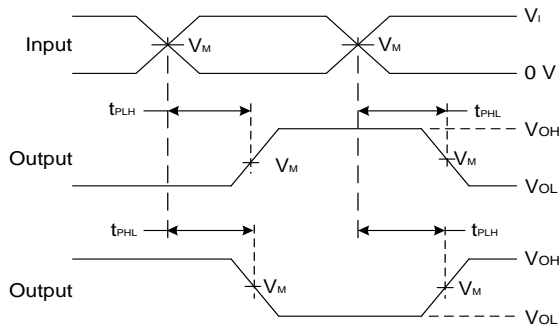 VI
Input VM VM
0 V
tPLH tPHL
VOH
Output VM VM
VOL
tPHL tPLH
VOH
Output VM VM
VOL